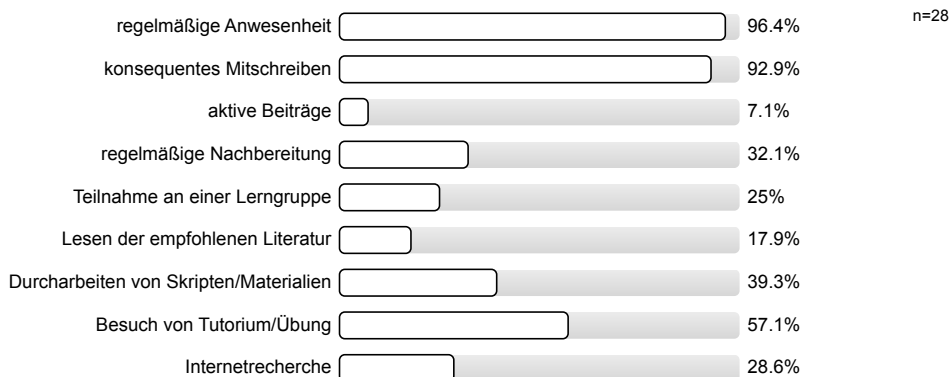 n=28
regelmäßige Anwesenheit 96.4%
konsequentes Mitschreiben 92.9%
aktive Beiträge 7.1%
regelmäßige Nachbereitung 32.1%
Teilnahme an einer Lerngruppe 25%
Lesen der empfohlenen Literatur 17.9%
Durcharbeiten von Skripten/Materialien 39.3%
Besuch von Tutorium/Übung 57.1%
Internetrecherche 28.6%